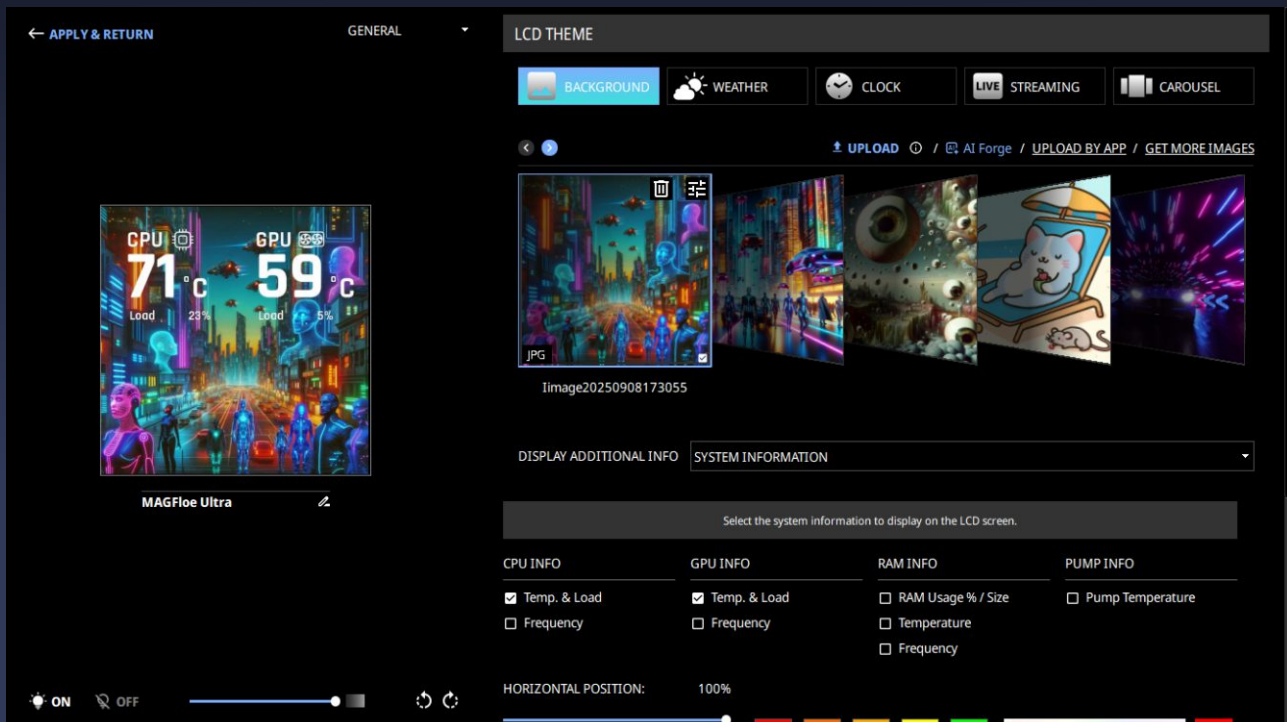 APPLY & RETURN
GENERAL
CPU
GPU
71°C
59°C
Load 23%
Load 5%
MAGFloe Ultra
ON
OFF
LCD THEME
BACKGROUND
WEATHER
CLOCK
LIVE STREAMING
CAROUSEL
UPLOAD / AI Forge / UPLOAD BY APP / GET MORE IMAGES
JPG
Iimage20250908173055
DISPLAY ADDITIONAL INFO SYSTEM INFORMATION
Select the system information to display on the LCD screen.
CPU INFO
Temp. & Load
Frequency
GPU INFO
Temp. & Load
Frequency
RAM INFO
RAM Usage % / Size
Temperature
Frequency
PUMP INFO
Pump Temperature
HORIZONTAL POSITION: 100%